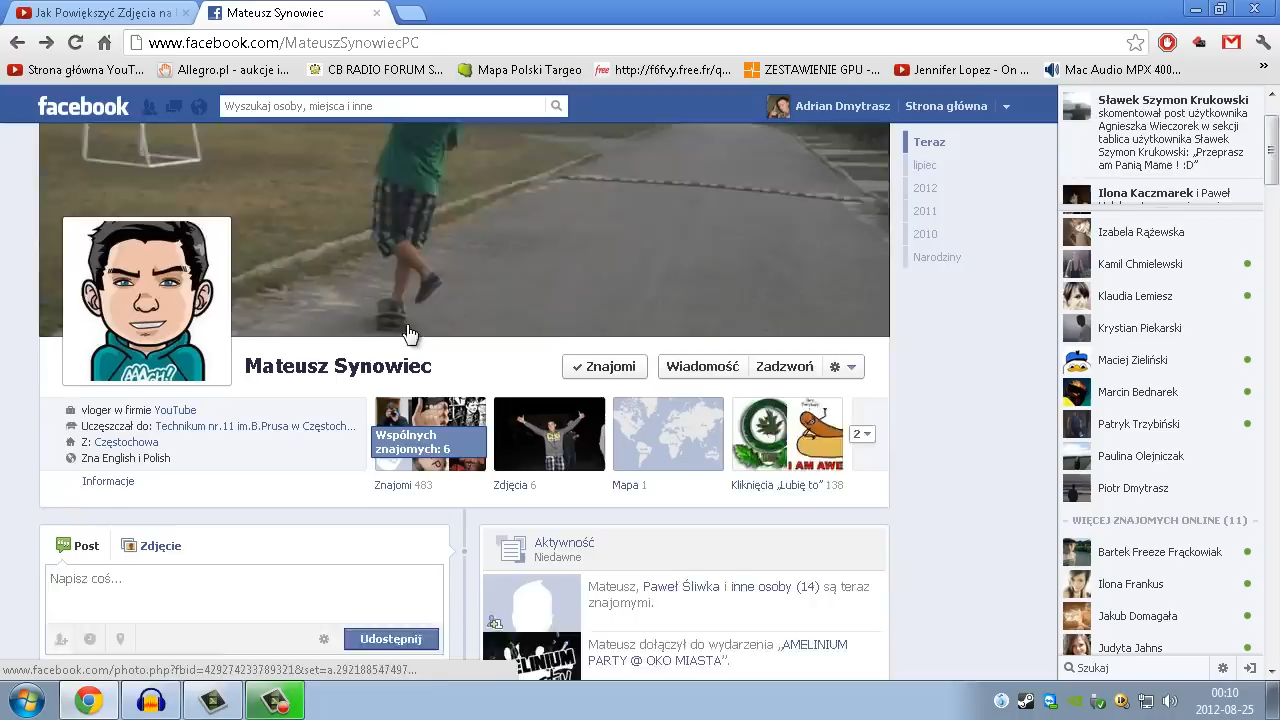 Jak Powiększyć Zdjęcia na
Mateusz Synowiec
www.facebook.com/MateuszSynowiecPC
Strona główna YouT...
Allegro.pl - aukcje i...
CB RADIO FORUM S...
Mapa Polski Targeo
http://f6fvy.free.fr/q...
ZESTAWIENIE GPU -...
Jennifer Lopez - On ...
Mac Audio MPX 400...
facebook
Wyszukaj osoby, miejsca i inne
Adrian Dmytrasz
Strona główna
Teraz
lipiec
2012
2011
2010
Narodziny
Mateusz Synowiec
Znajomi
Wiadomość
Zadzwoń
vloger w firmie YouTube
Uczęszczał do: Technikum nr.11 im.B.Prusa w Częstoch...
Z: Częstochowa
Zna English i Polish
Informacje
Wspólnych
znajomych: 6
I AM AWE
2
Znajomi 483
Zdjęcia 6
Mapa 1
Kliknięcia „Lubię to" 138
Post
Zdjęcie
Napisz coś...
Udostępnij
Aktywność
Niedawne
Mateusz, Paweł Śliwka i inne osoby
są teraz
znajomymi.
+1
Mateusz dołączył do wydarzenia „AMELINIUM
PARTY @ OKO MIASTA".
Sławek Szymon Krukowski
skomentował post użytkownika
Agnieszka Wieczorek w sekcji
tablica użytkownika Sławek
Szymon Krukowski: „Przeprasz
am Panią Mane ! :D"
Ilona Kaczmarek i Paweł
Izabela Rążewska
Kamil Chmielewski
Klaudia Lemiesz
Krystian Piekarski
Maciej Zieliński
Marcin Bednarek
Patryk Trzybiński
Paulina Olejniczak
Piotr Dmytrasz
WIĘCEJ ZNAJOMYCH ONLINE (11)
Bartek Frenes Frąckowiak
Ilona Frankus
Jakub Domagała
Judyta Janins
Szukaj
www.facebook.com/photo.php?fbid=429274233789321&set=a.292188547497...
00:10
2012-08-25